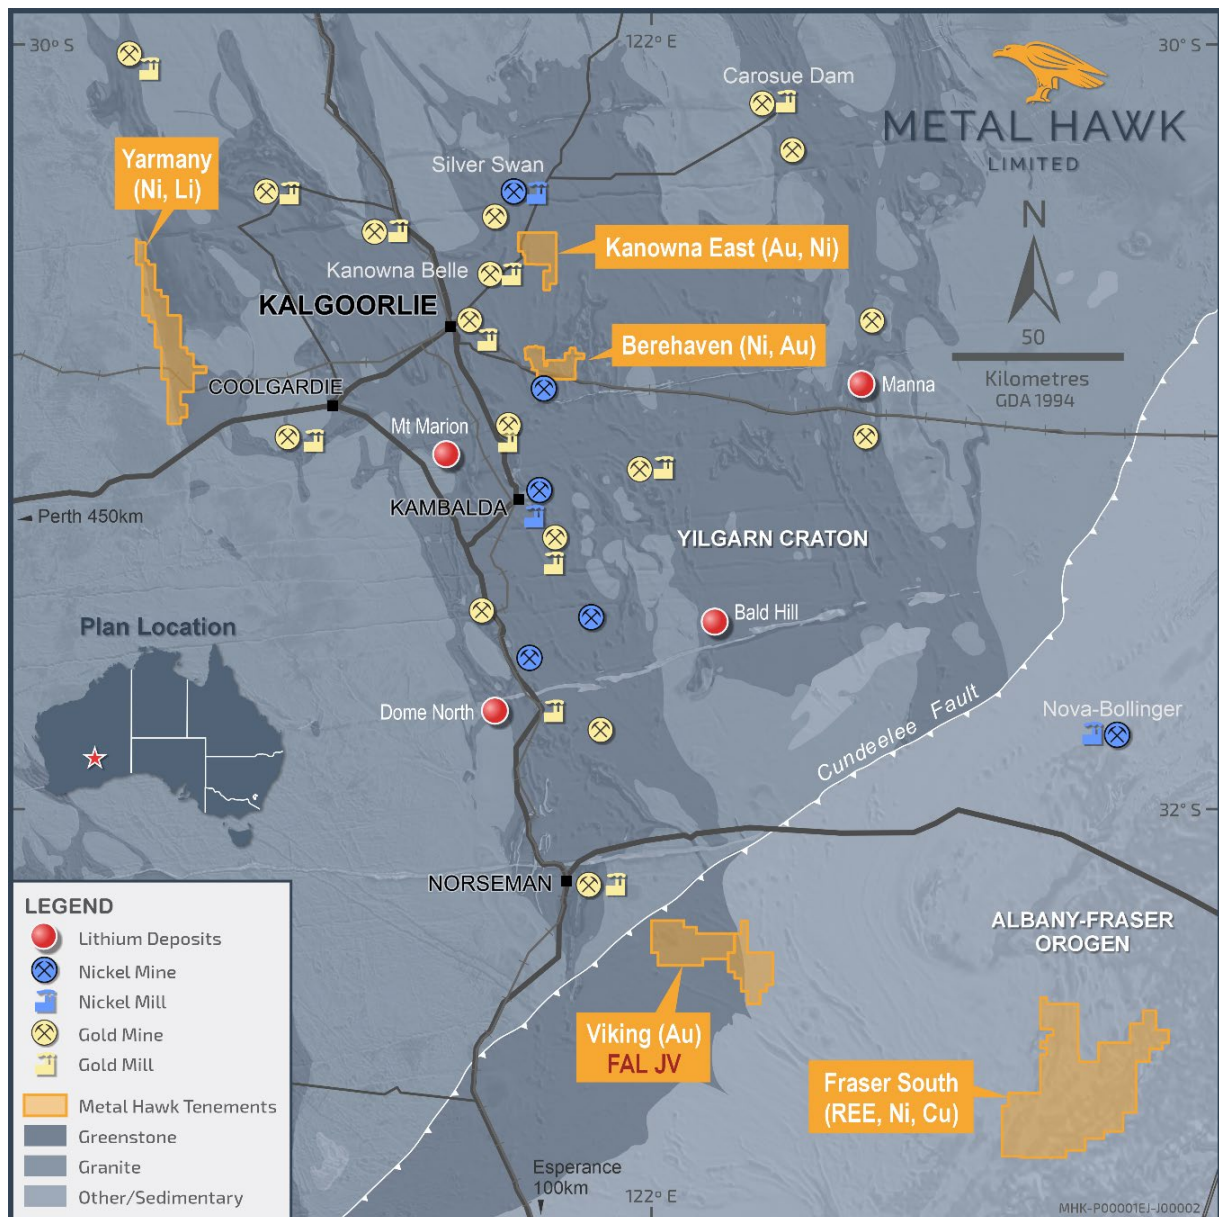 30° S
122° E
30° S
METAL HAWK
LIMITED
Carosue Dam
Yarmany
(Ni, Li)
Silver Swan
N
Kanowna East (Au, Ni)
Kanowna Belle
KALGOORLIE
50
Kilometres
GDA 1994
Berehaven (Ni, Au)
COOLGARDIE
Manna
Mt Marion
KAMBALDA
Perth 450km
YILGARN CRATON
Bald Hill
Plan Location
Dome North
Cundeelee Fault
Nova-Bollinger
32° S
NORSEMAN
ALBANY-FRASER
OROGEN
Viking (Au)
FAL JV
Fraser South
(REE, Ni, Cu)
LEGEND
Lithium Deposits
Nickel Mine
Nickel Mill
Gold Mine
Gold Mill
Metal Hawk Tenements
Greenstone
Granite
Other/Sedimentary
Esperance
100km
122° E
MHK-P00001EJ-J00002